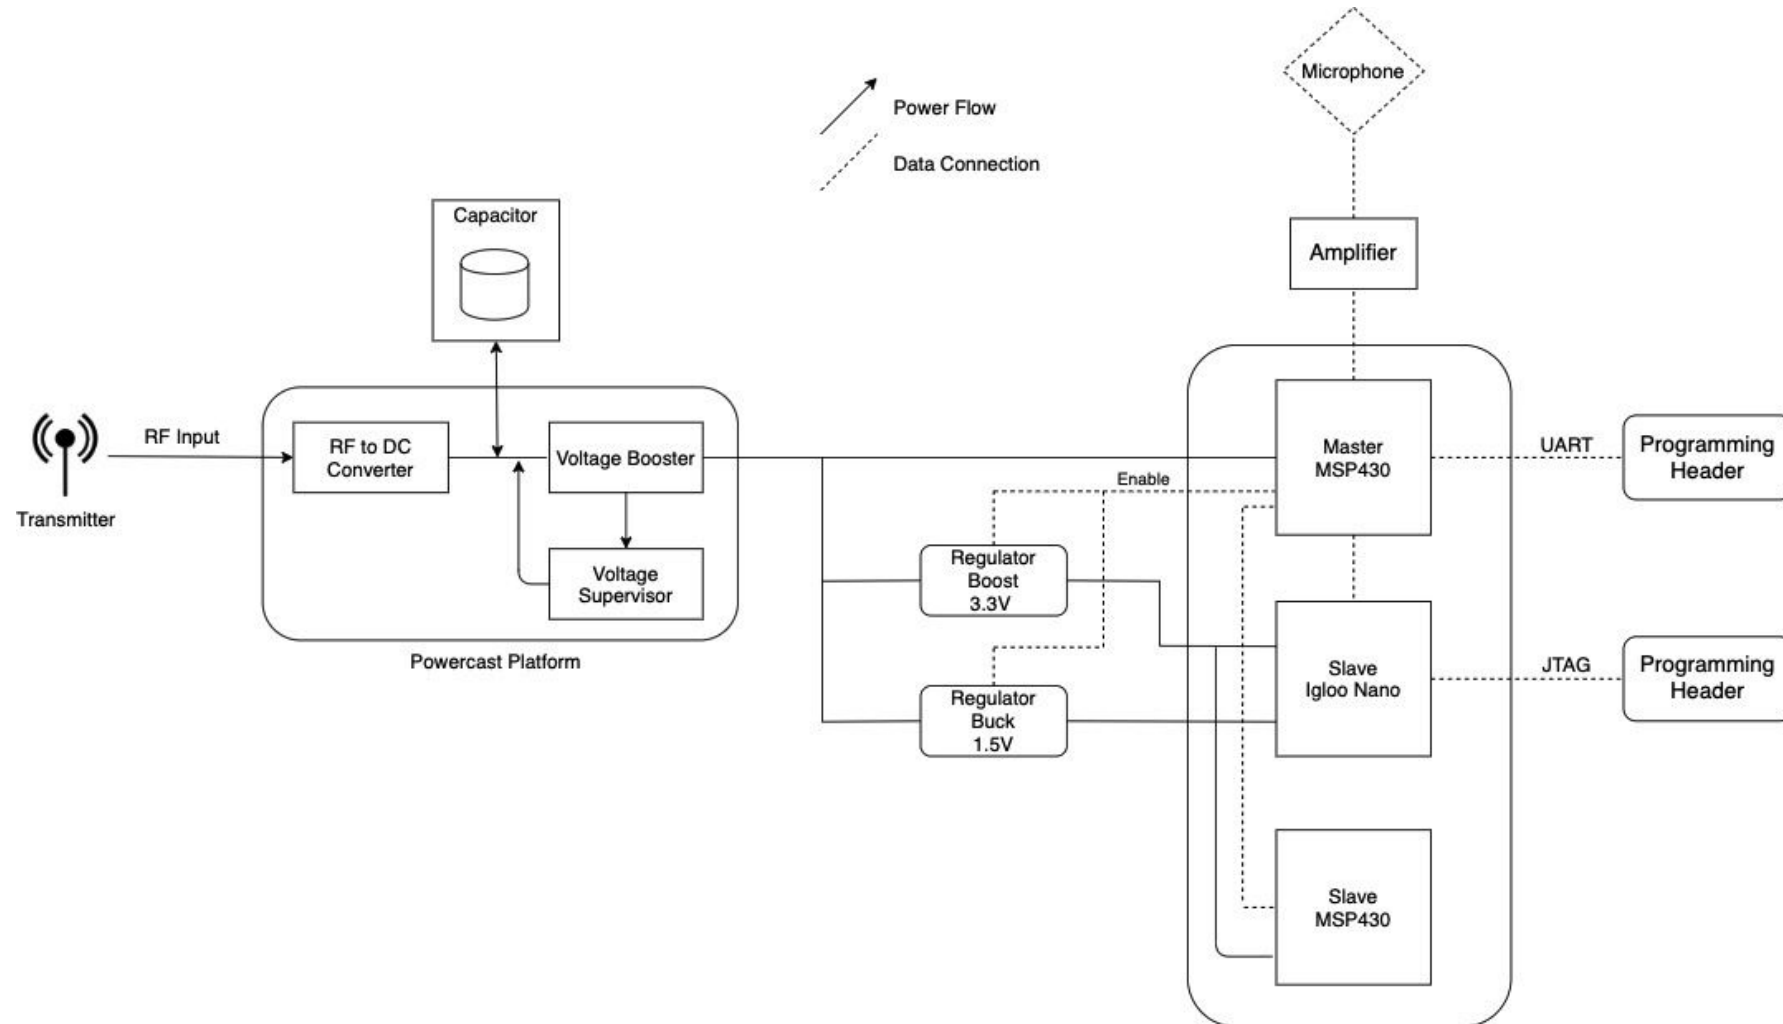 Microphone
Power Flow
Data Connection
Capacitor
Amplifier
RF Input
RF to DC
Converter
Voltage Booster
Master
MSP430
UART
Programming
Header
Enable
Transmitter
Regulator
Boost
3.3V
Voltage
Supervisor
Powercast Platform
Slave
Igloo Nano
JTAG
Programming
Header
Regulator
Buck
1.5V
Slave
MSP430